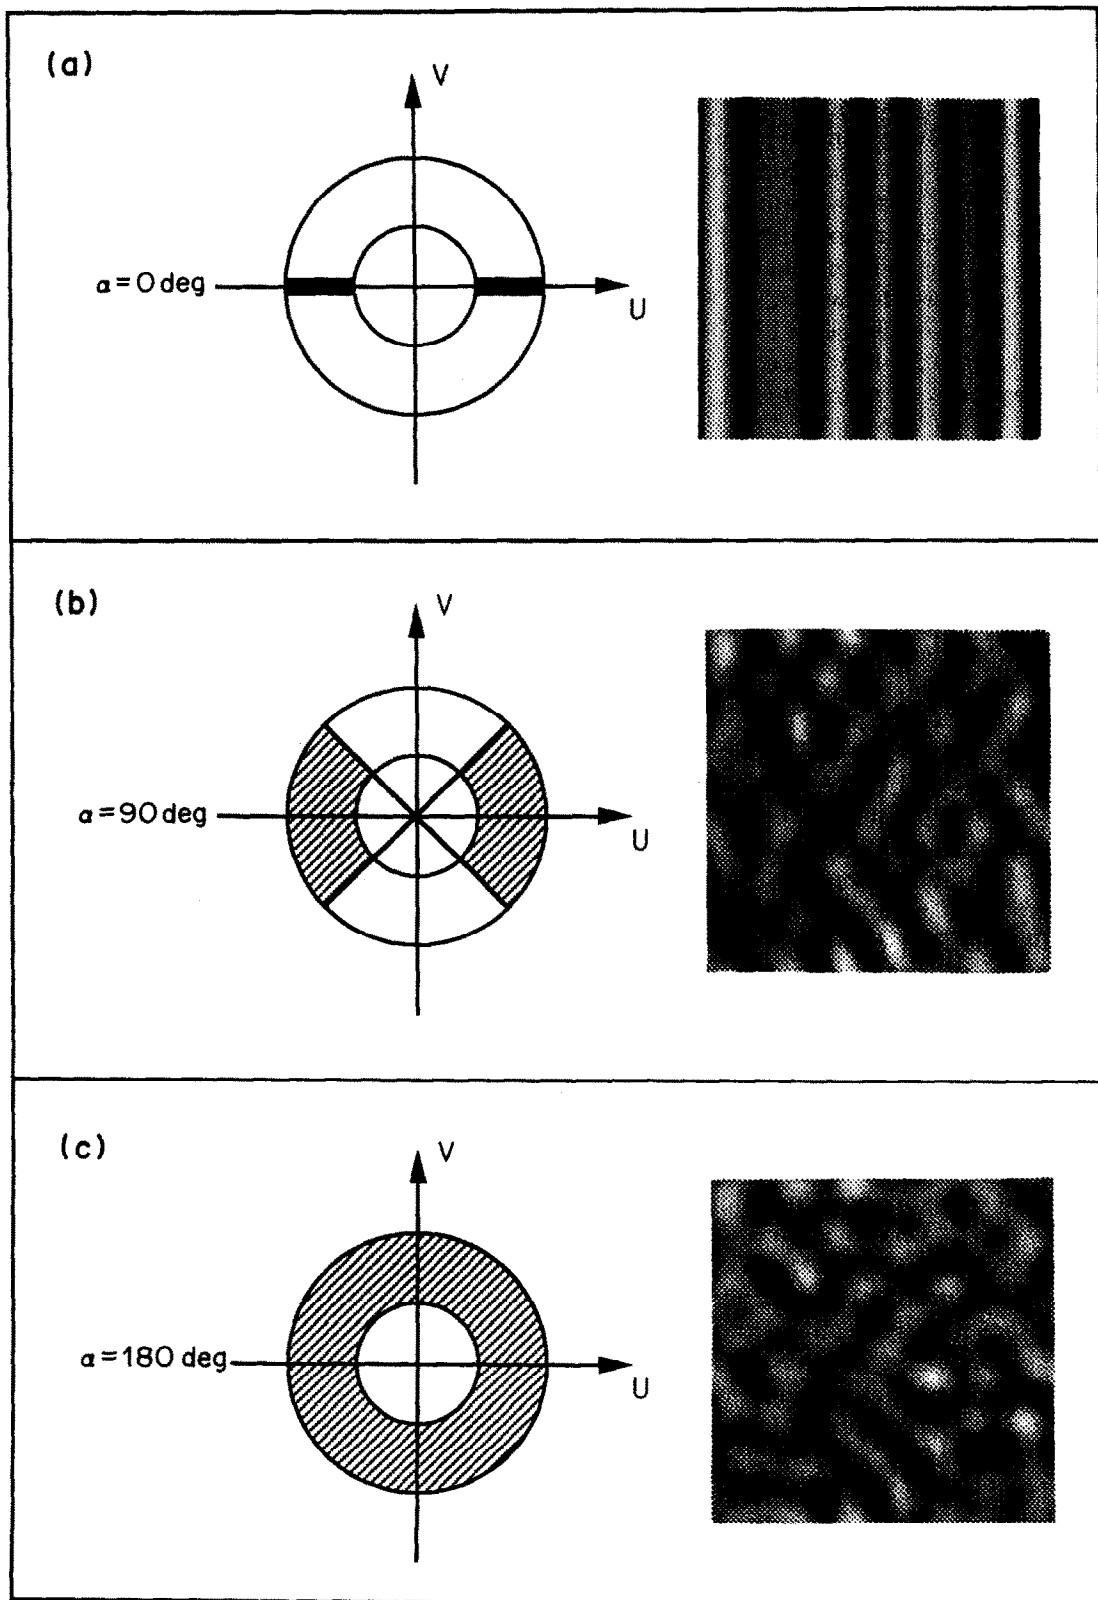 (a)
V
α = 0 deg
U
(b)
V
α = 90 deg
U
(c)
V
α = 180 deg
U